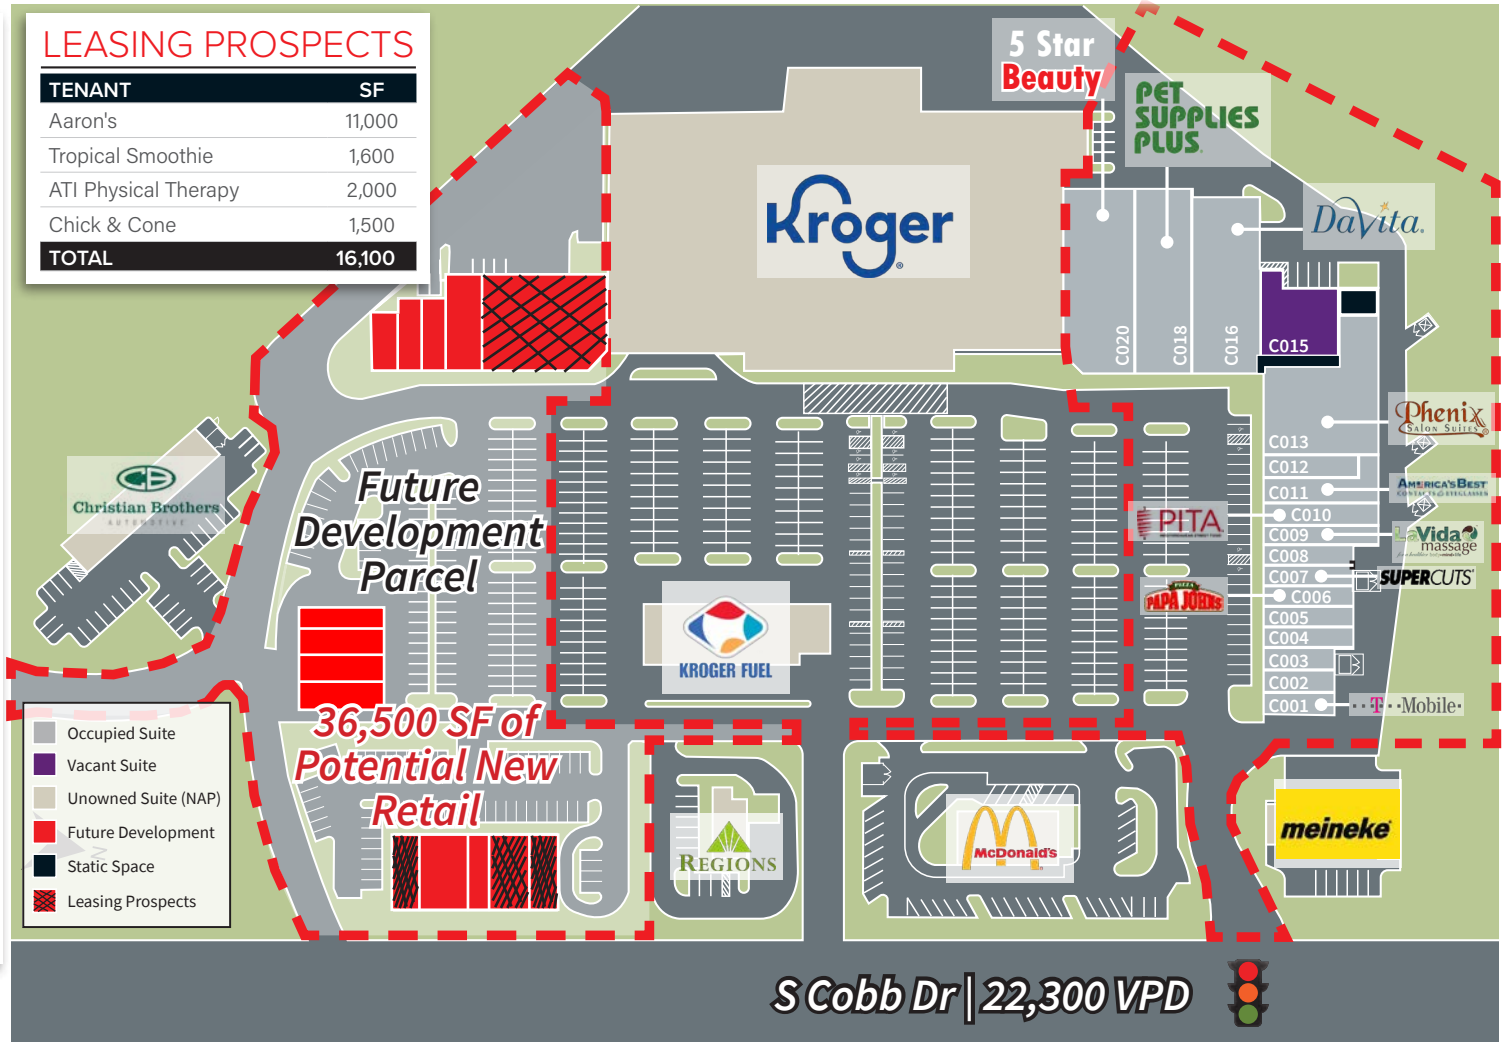 LEASING PROSPECTS
TENANT SF
Aaron's 11,000
Tropical Smoothie 1,600
ATI Physical Therapy 2,000
Chick & Cone 1,500
TOTAL 16,100
5 Star
Beauty
PET
SUPPLIES
PLUS
Kroger
DaVita
C020
C018
C016
C015
Phenix
SALON SUITES
C013
C012
AMERICA'S BEST
CONTACTS & EYEGLASSES
C011
PITA
C010
C009
LaVida
massage
C008
C007
SUPERCUTS
PIZZA
PAPA JOHNS
C006
C005
C004
C003
C002
C001
T··Mobile
Christian Brothers
AUTOMOTIVE
Future
Development
Parcel
KROGER FUEL
36,500 SF of
Potential New
Retail
Occupied Suite
Vacant Suite
Unowned Suite (NAP)
Future Development
Static Space
Leasing Prospects
N
REGIONS
McDonald's
meineke
S Cobb Dr | 22,300 VPD